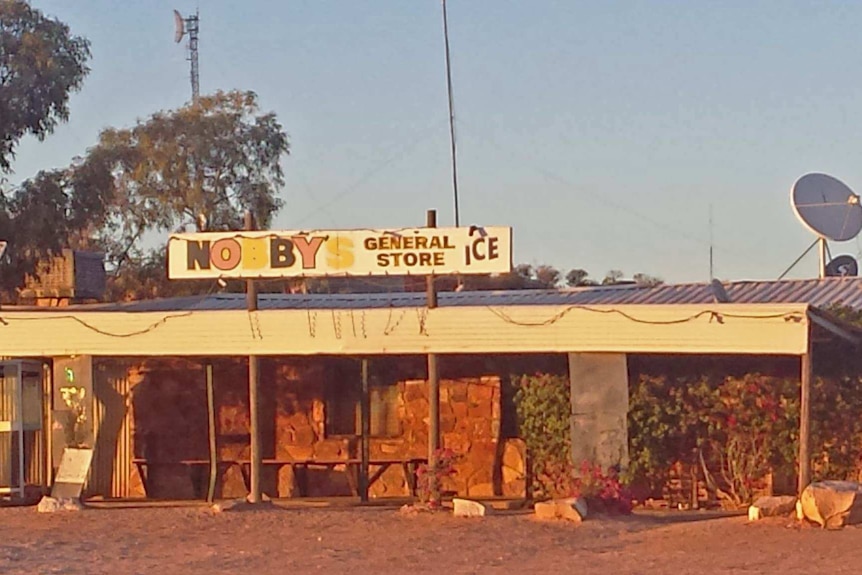 NOBBY'S
GENERAL
STORE
ICE